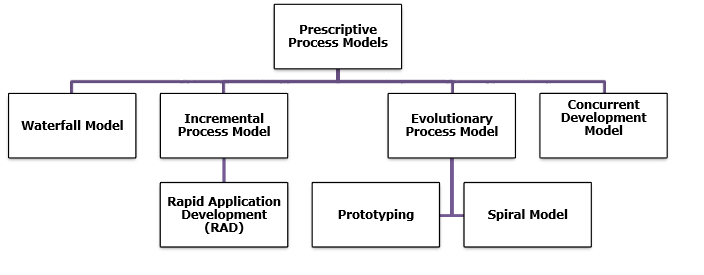 Prescriptive
Process Models
Waterfall Model
Incremental
Process Model
Evolutionary
Process Model
Concurrent
Development
Model
Rapid Application
Development
(RAD)
Prototyping
Spiral Model